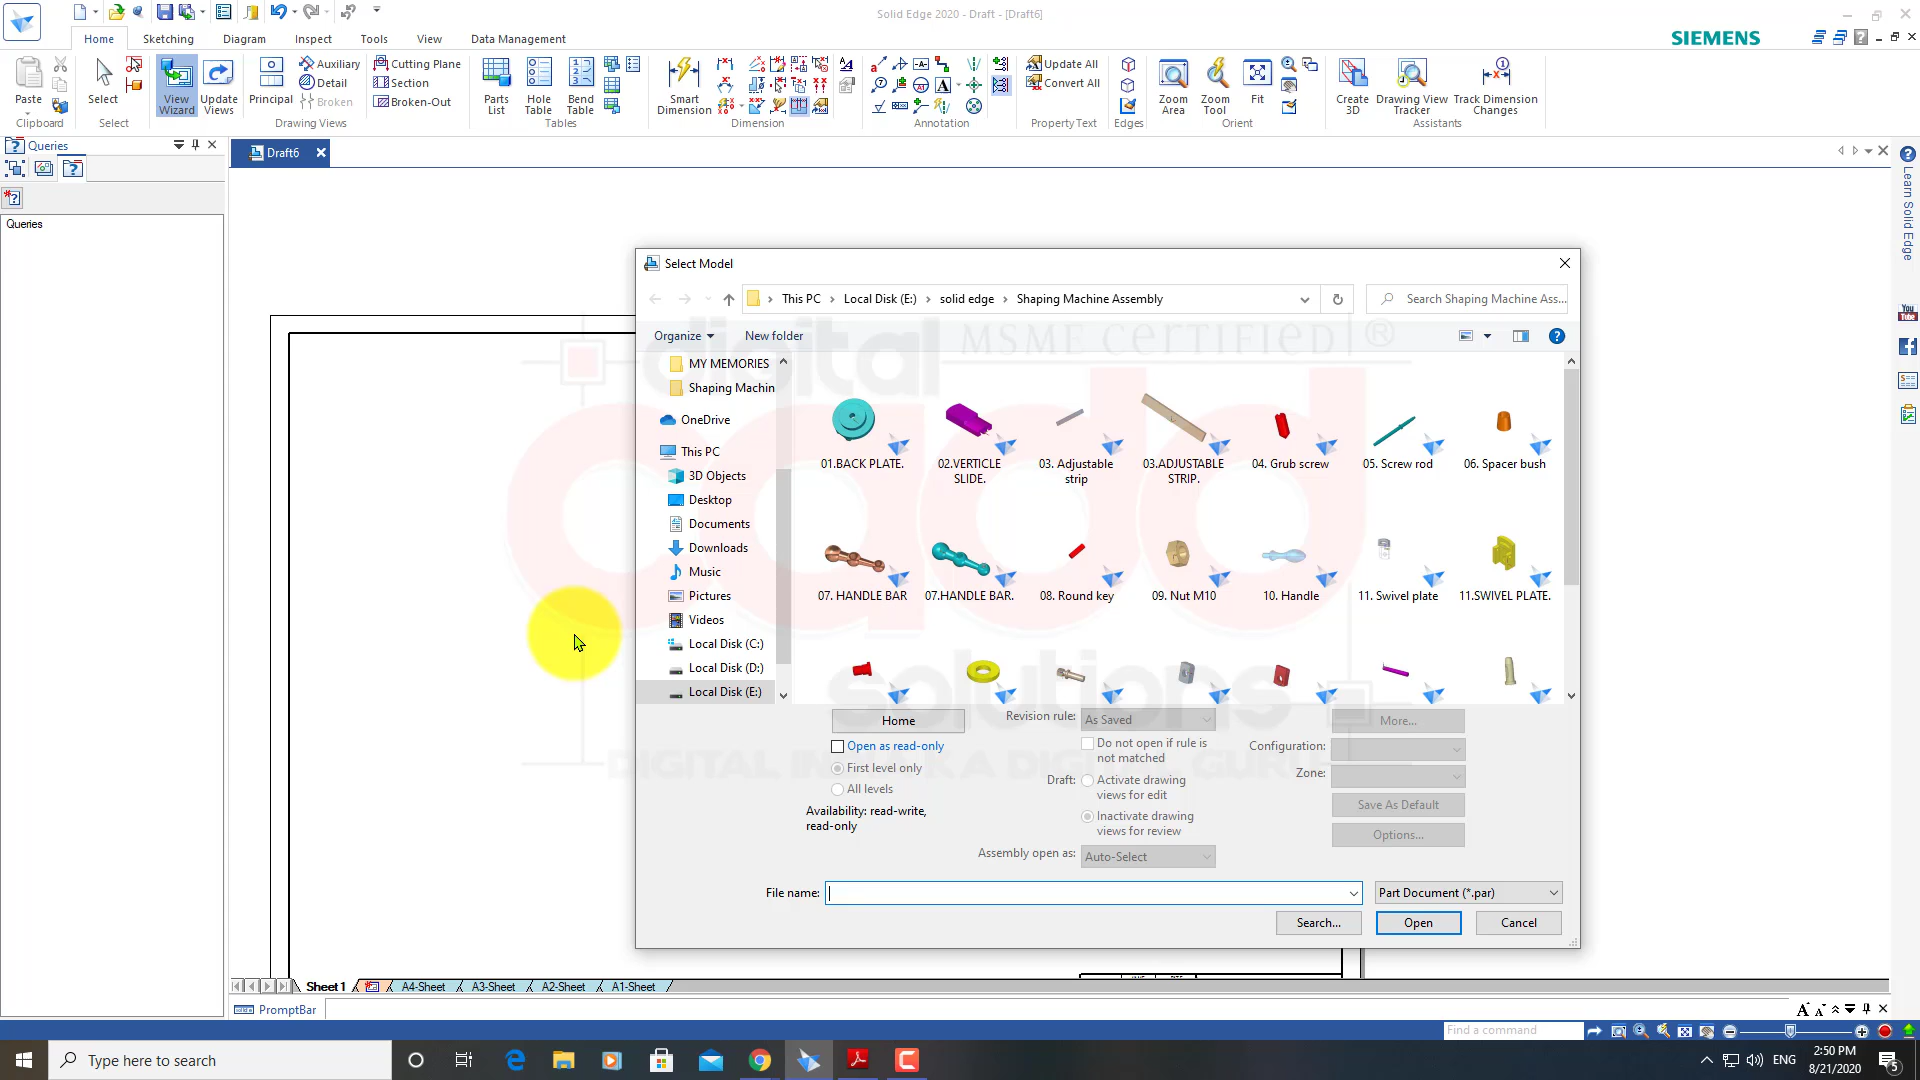 Solid Edge 2020 - Draft - [Draft6]
Home Sketching Diagram Inspect Tools View Data Management
SIEMENS
Paste
Clipboard
Select
Select
View Wizard
Update Views
Principal
Auxiliary
Detail
Broken
Cutting Plane
Section
Broken-Out
Drawing Views
Parts List
Hole Table
Bend Table
Tables
Smart Dimension
Dimension
Annotation
Update All
Convert All
Property Text
Edges
Zoom Area
Zoom Tool
Fit
Orient
Create 3D
Drawing View Tracker
Track Dimension Changes
Assistants
Queries
Draft6
Queries
Learn Solid Edge
Select Model
This PC › Local Disk (E:) › solid edge › Shaping Machine Assembly
Search Shaping Machine Ass...
Organize
New folder
MY MEMORIES
Shaping Machin
OneDrive
This PC
3D Objects
Desktop
Documents
Downloads
Music
Pictures
Videos
Local Disk (C:)
Local Disk (D:)
Local Disk (E:)
01.BACK PLATE.
02.VERTICLE SLIDE.
03. Adjustable strip
03.ADJUSTABLE STRIP.
04. Grub screw
05. Screw rod
06. Spacer bush
07. HANDLE BAR
07.HANDLE BAR.
08. Round key
09. Nut M10
10. Handle
11. Swivel plate
11.SWIVEL PLATE.
digital
MSME CERTIFIED ®
cadd
solutions
Home
Open as read-only
First level only
All levels
Availability: read-write,
read-only
Revision rule: As Saved
Do not open if rule is
not matched
Draft:
Activate drawing
views for edit
Inactivate drawing
views for review
Assembly open as: Auto-Select
More...
Configuration:
Zone:
Save As Default
Options...
File name:
Part Document (*.par)
Search...
Open
Cancel
Sheet1 A4-Sheet A3-Sheet A2-Sheet A1-Sheet
PromptBar
Find a command
Type here to search
ENG
2:50 PM
8/21/2020
5